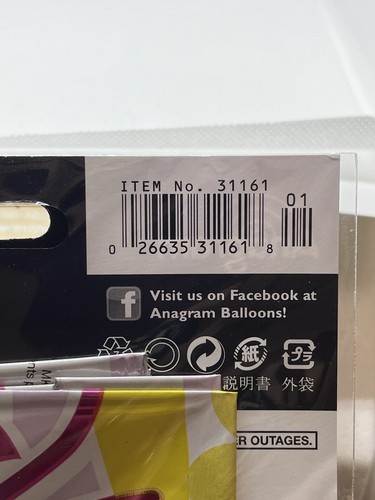 ITEM No. 31161
01
0 26635 31161 8
Visit us on Facebook at
Anagram Balloons!
紙 プラ
説明書 外袋
R OUTAGES.